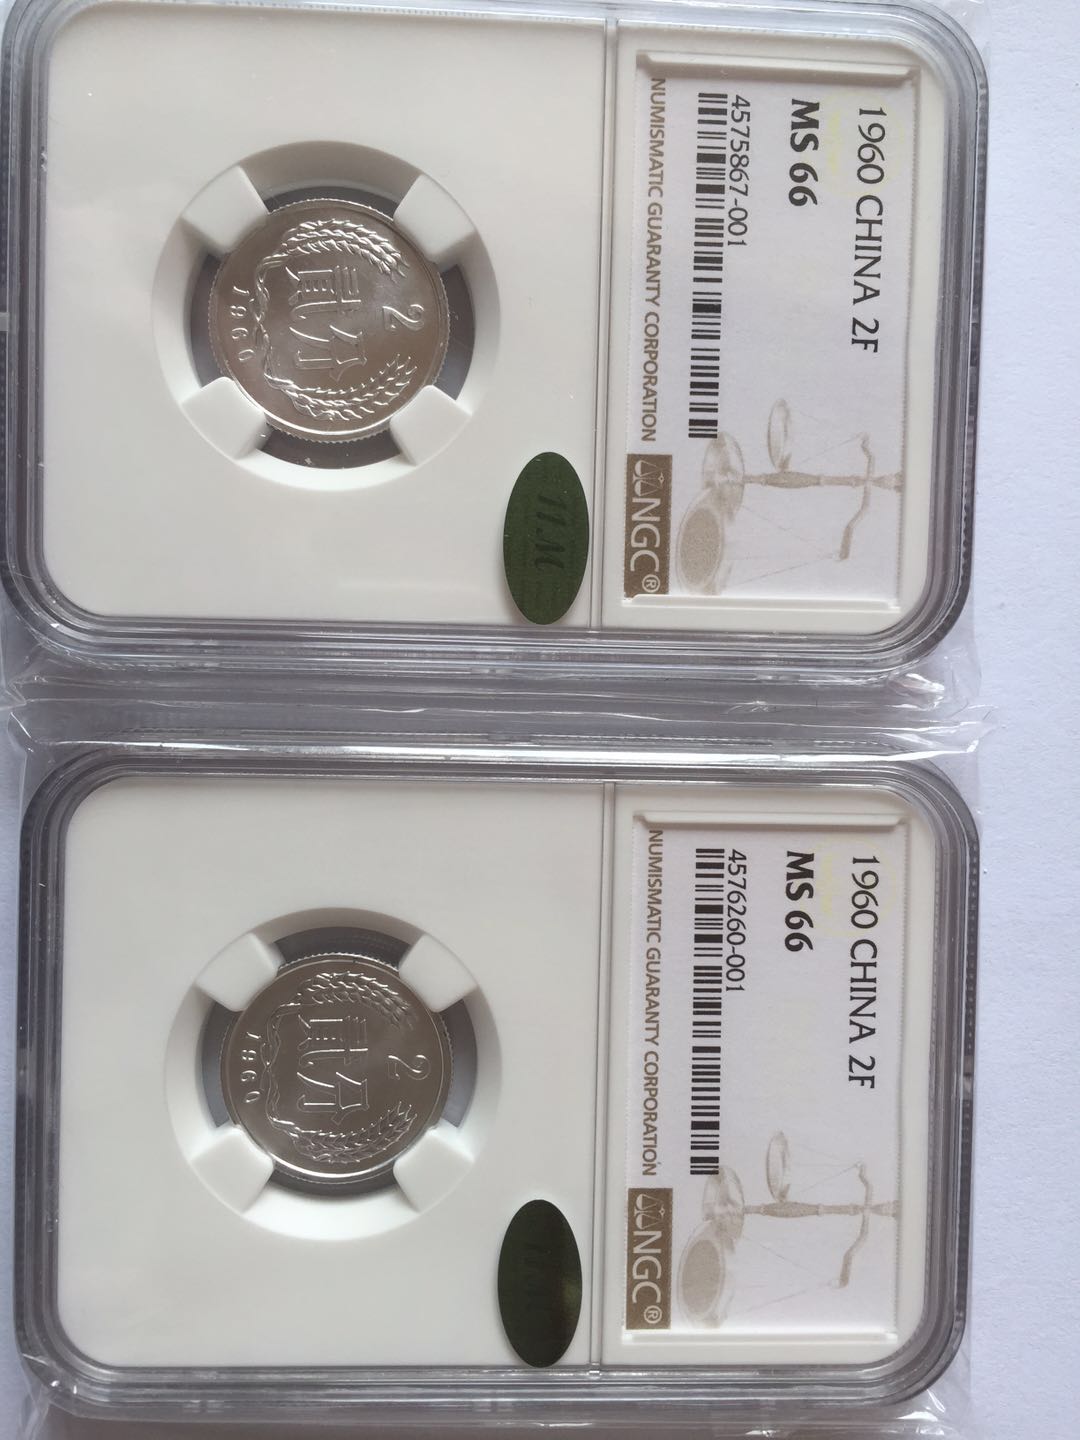 1960 CHINA 2F
MS 66
4575867-001
NUMISMATIC GUARANTY CORPORATION
NGC®
2
贰分
1960
1960 CHINA 2F
MS 66
4576260-001
NUMISMATIC GUARANTY CORPORATION
NGC®
2
贰分
1960